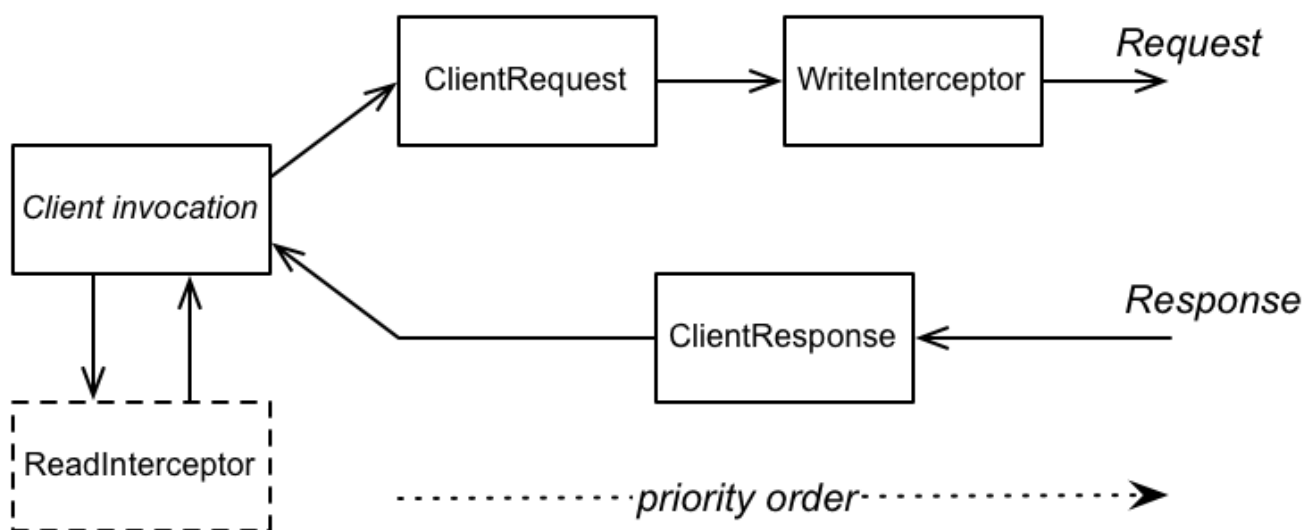 Request
ClientRequest
WriteInterceptor
Client invocation
Response
ClientResponse
ReadInterceptor
priority order